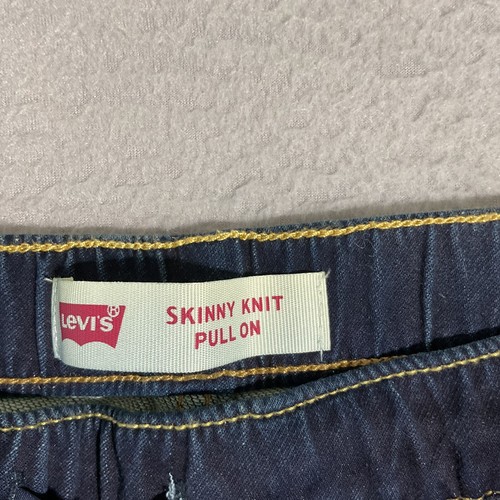 LEVI'S®
SKINNY KNIT
PULL ON